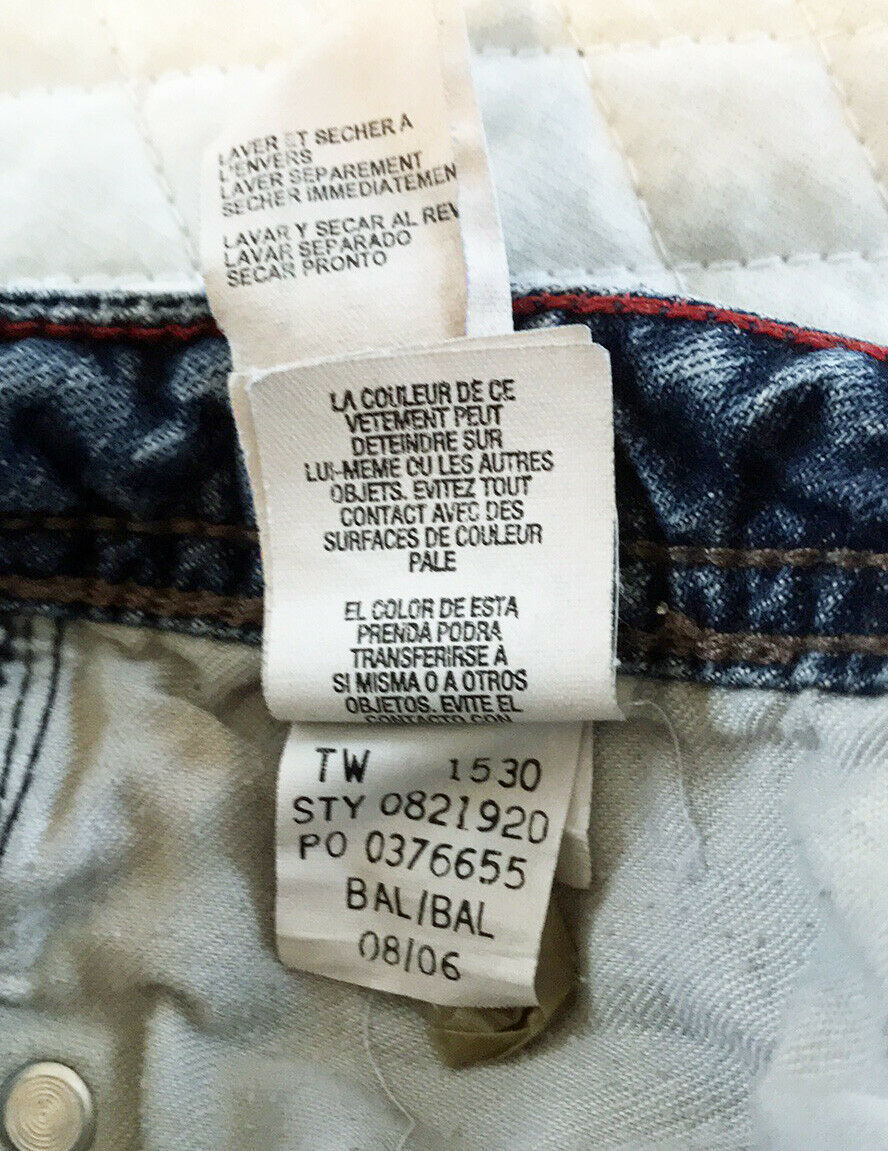 LAVER ET SECHER A
L'ENVERS
LAVER SEPAREMENT
SECHER IMMEDIATEMEN
LAVAR Y SECAR AL REV
LAVAR SEPARADO
SECAR PRONTO
LA COULEUR DE CE
VETEMENT PEUT
DETEINDRE SUR
LUI-MEME OU LES AUTRES
OBJETS. EVITEZ TOUT
CONTACT AVEC DES
SURFACES DE COULEUR
PALE
EL COLOR DE ESTA
PRENDA PODRA
TRANSFERIRSE A
SI MISMA O A OTROS
OBJETOS. EVITE EL
CONTACTO CON
TW 1530
STY 0821920
PO 0376655
BAL/BAL
08/06